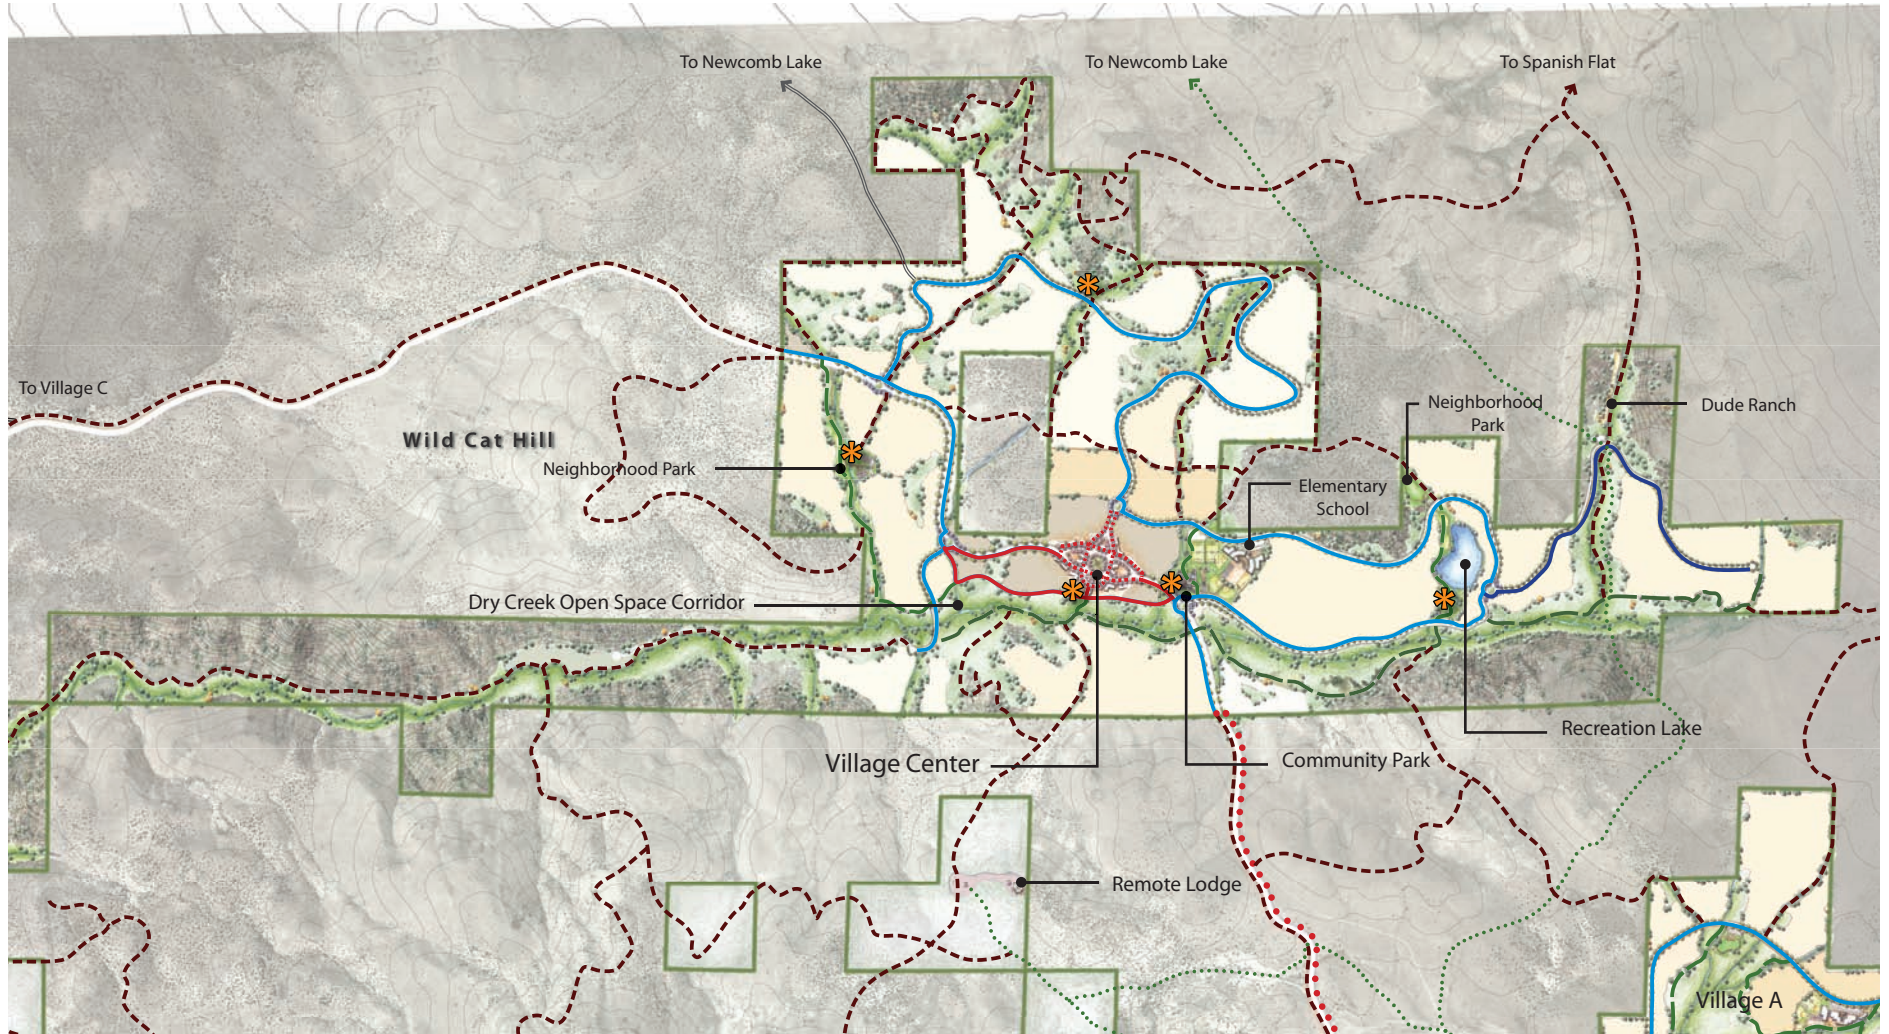 To Newcomb Lake
To Newcomb Lake
To Spanish Flat
To Village C
Wild Cat Hill
Neighborhood Park
Neighborhood
Park
Dude Ranch
Elementary
School
Dry Creek Open Space Corridor
Village Center
Community Park
Recreation Lake
Remote Lodge
Village A